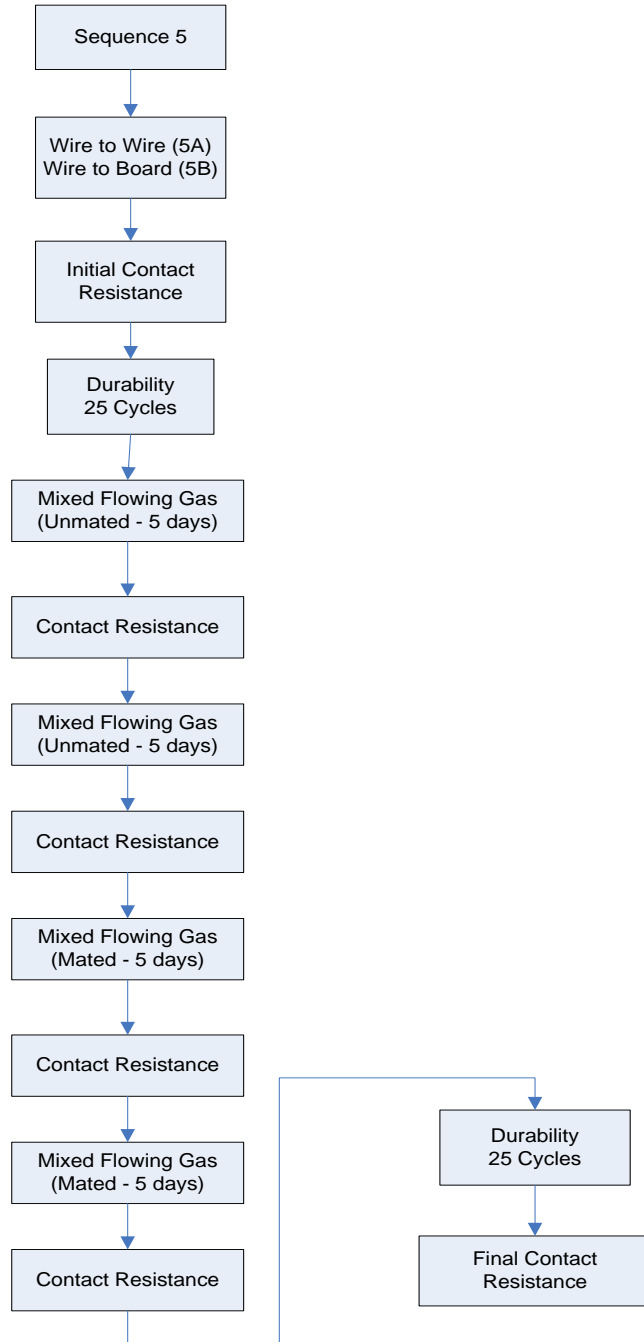 Sequence 5
Wire to Wire (5A)
Wire to Board (5B)
Initial Contact
Resistance
Durability
25 Cycles
Mixed Flowing Gas
(Unmated - 5 days)
Contact Resistance
Mixed Flowing Gas
(Unmated - 5 days)
Contact Resistance
Mixed Flowing Gas
(Mated - 5 days)
Contact Resistance
Mixed Flowing Gas
(Mated - 5 days)
Contact Resistance
Durability
25 Cycles
Final Contact
Resistance